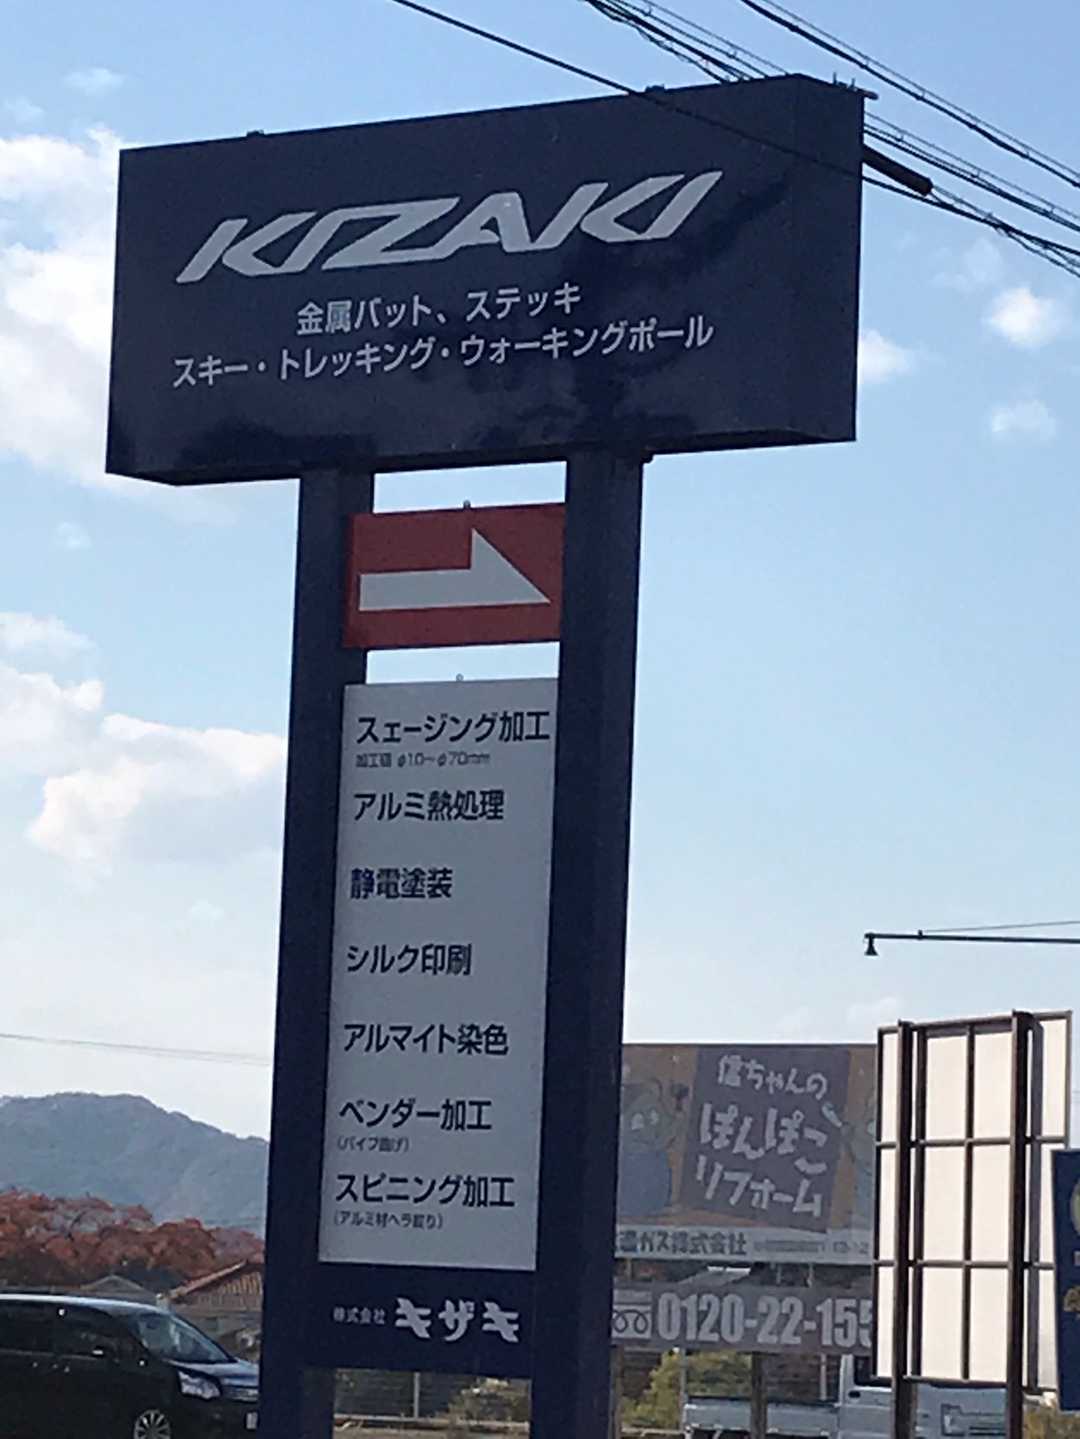 KIZAKI
金属バット、ステッキ
スキー・トレッキング・ウォーキングポール
スェージング加工
加工径 φ10〜φ70mm
アルミ熱処理
静電塗装
シルク印刷
アルマイト染色
ベンダー加工
(パイプ曲げ)
スピニング加工
(アルミ材ヘラ絞り)
株式会社 キザキ
信ちゃんの
ぽんぽこ
リフォーム
ガス株式会社
0120-22-155